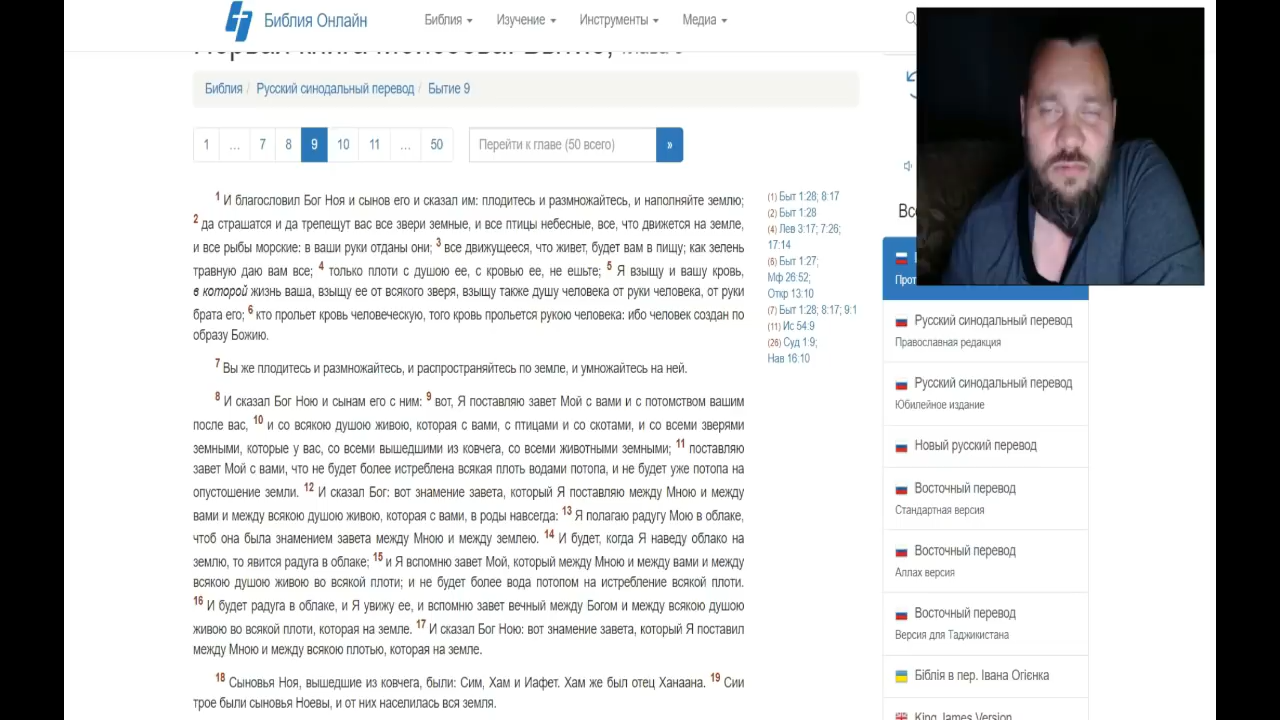 Библия Онлайн
Библия
Изучение
Инструменты
Медиа
Библия / Русский синодальный перевод / Бытие 9
1 ... 7 8 9 10 11 ... 50
Перейти к главе (50 всего) »
1 И благословил Бог Ноя и сынов его и сказал им: плодитесь и размножайтесь, и наполняйте землю;
2 да страшатся и да трепещут вас все звери земные, и все птицы небесные, все, что движется на земле,
и все рыбы морские: в ваши руки отданы они; 3 все движущееся, что живет, будет вам в пищу; как зелень
травную даю вам все; 4 только плоти с душою ее, с кровью ее, не ешьте; 5 Я взыщу и вашу кровь,
в которой жизнь ваша, взыщу ее от всякого зверя, взыщу также душу человека от руки человека, от руки
брата его; 6 кто прольет кровь человеческую, того кровь прольется рукою человека: ибо человек создан по
образу Божию.
7 Вы же плодитесь и размножайтесь, и распространяйтесь по земле, и умножайтесь на ней.
8 И сказал Бог Ною и сынам его с ним: 9 вот, Я поставляю завет Мой с вами и с потомством вашим
после вас, 10 и со всякою душою живою, которая с вами, с птицами и со скотами, и со всеми зверями
земными, которые у вас, со всеми вышедшими из ковчега, со всеми животными земными; 11 поставляю
завет Мой с вами, что не будет более истреблена всякая плоть водами потопа, и не будет уже потопа на
опустошение земли. 12 И сказал Бог: вот знамение завета, который Я поставляю между Мною и между
вами и между всякою душою живою, которая с вами, в роды навсегда: 13 Я полагаю радугу Мою в облаке,
чтоб она была знамением завета между Мною и между землею. 14 И будет, когда Я наведу облако на
землю, то явится радуга в облаке; 15 и Я вспомню завет Мой, который между Мною и между вами и между
всякою душою живою во всякой плоти; и не будет более вода потопом на истребление всякой плоти.
16 И будет радуга в облаке, и Я увижу ее, и вспомню завет вечный между Богом и между всякою душою
живою во всякой плоти, которая на земле. 17 И сказал Бог Ною: вот знамение завета, который Я поставил
между Мною и между всякою плотью, которая на земле.
18 Сыновья Ноя, вышедшие из ковчега, были: Сим, Хам и Иафет. Хам же был отец Ханаана. 19 Сии
трое были сыновья Ноевы, и от них населилась вся земля.
(1) Быт 1:28; 8:17
(2) Быт 1:28
(4) Лев 3:17; 7:26;
17:14
(6) Быт 1:27;
Мф 26:52;
Откр 13:10
(7) Быт 1:28; 8:17; 9:1
(11) Ис 54:9
(26) Суд 1:9;
Нав 16:10
Русский синодальный перевод
Православная редакция
Русский синодальный перевод
Юбилейное издание
Новый русский перевод
Восточный перевод
Стандартная версия
Восточный перевод
Аллах версия
Восточный перевод
Версия для Таджикистана
Біблія в пер. Івана Огієнка
King James Version